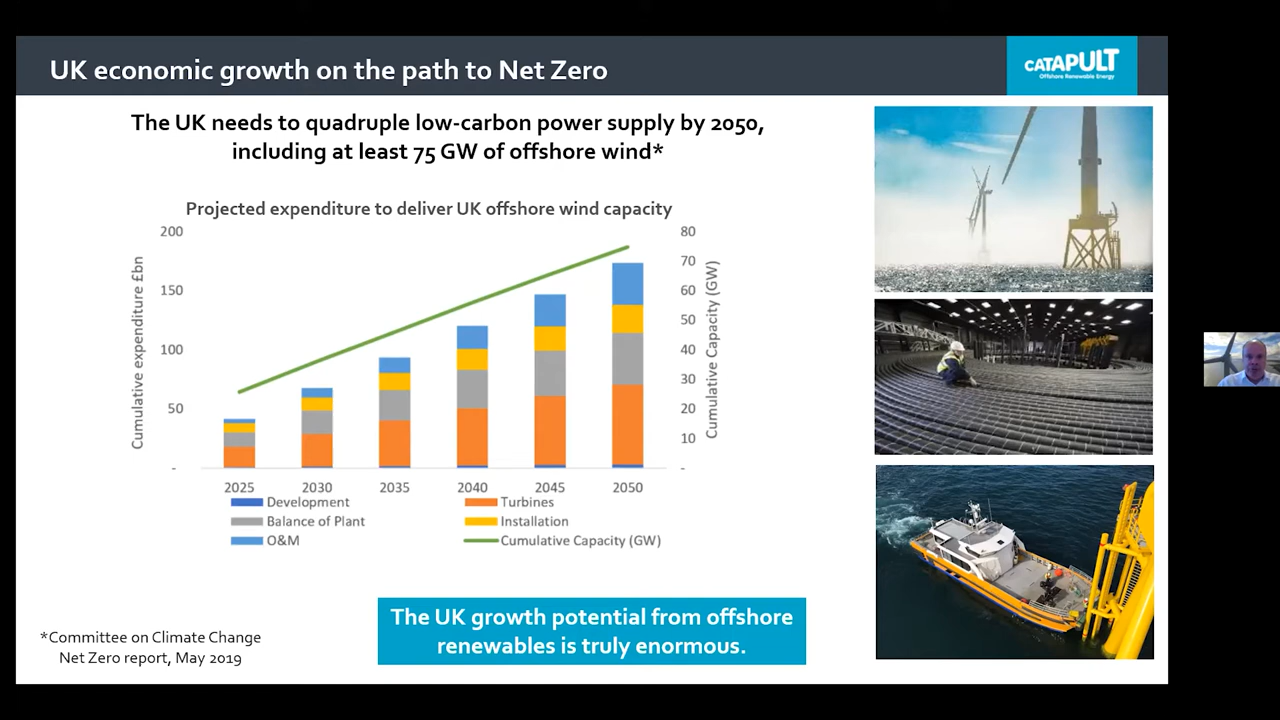 UK economic growth on the path to Net Zero
CATAPULT
Offshore Renewable Energy
The UK needs to quadruple low-carbon power supply by 2050,
including at least 75 GW of offshore wind*
Projected expenditure to deliver UK offshore wind capacity
Cumulative expenditure £bn
200
150
100
50
-
80
70
60
50
40
30
20
10
-
Cumulative Capacity (GW)
2025 2030 2035 2040 2045 2050
Development Turbines
Balance of Plant Installation
O&M Cumulative Capacity (GW)
*Committee on Climate Change
Net Zero report, May 2019
The UK growth potential from offshore
renewables is truly enormous.